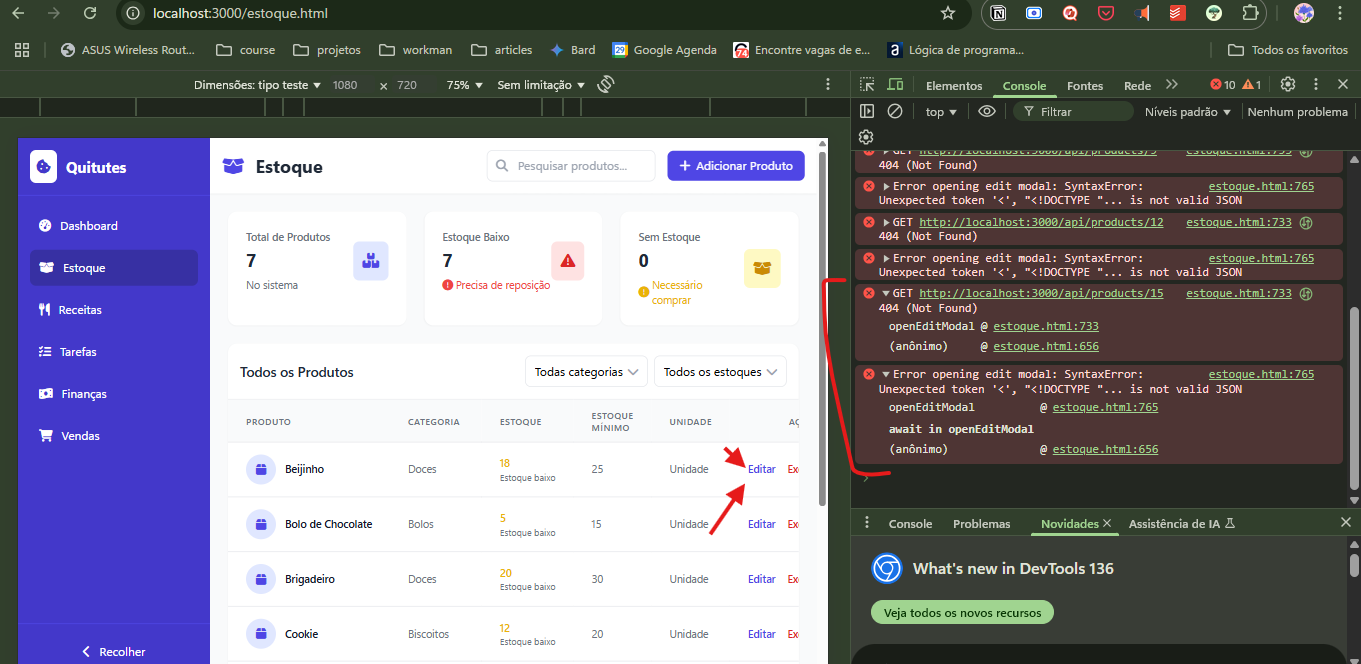 localhost:3000/estoque.html
ASUS Wireless Rout...
course
projetos
workman
articles
Bard
Google Agenda
Encontre vagas de e...
Lógica de programa...
Todos os favoritos
Dimensões: tipo teste
1080
×
720
75%
Sem limitação
Elementos
Console
Fontes
Rede
10
1
top
Filtrar
Níveis padrão
Nenhum problema
Quitutes
Dashboard
Estoque
Receitas
Tarefas
Finanças
Vendas
Recolher
Estoque
Pesquisar produtos...
+ Adicionar Produto
Total de Produtos
7
No sistema
Estoque Baixo
7
Precisa de reposição
Sem Estoque
0
Necessário
comprar
Todos os Produtos
Todas categorias
Todos os estoques
PRODUTO
CATEGORIA
ESTOQUE
ESTOQUE
MÍNIMO
UNIDADE
AÇ
Beijinho
Doces
18
Estoque baixo
25
Unidade
Editar
Ex
Bolo de Chocolate
Bolos
5
Estoque baixo
15
Unidade
Editar
Ex
Brigadeiro
Doces
20
Estoque baixo
30
Unidade
Editar
Ex
Cookie
Biscoitos
12
Estoque baixo
20
Unidade
Editar
Ex
404 (Not Found)
Error opening edit modal: SyntaxError: estoque.html:765
Unexpected token '<', "<!DOCTYPE "... is not valid JSON
GET http://localhost:3000/api/products/12 estoque.html:733
404 (Not Found)
Error opening edit modal: SyntaxError: estoque.html:765
Unexpected token '<', "<!DOCTYPE "... is not valid JSON
GET http://localhost:3000/api/products/15 estoque.html:733
404 (Not Found)
openEditModal @ estoque.html:733
(anônimo) @ estoque.html:656
Error opening edit modal: SyntaxError: estoque.html:765
Unexpected token '<', "<!DOCTYPE "... is not valid JSON
openEditModal @ estoque.html:765
await in openEditModal
(anônimo) @ estoque.html:656
Console
Problemas
Novidades
Assistência de IA
What's new in DevTools 136
Veja todos os novos recursos